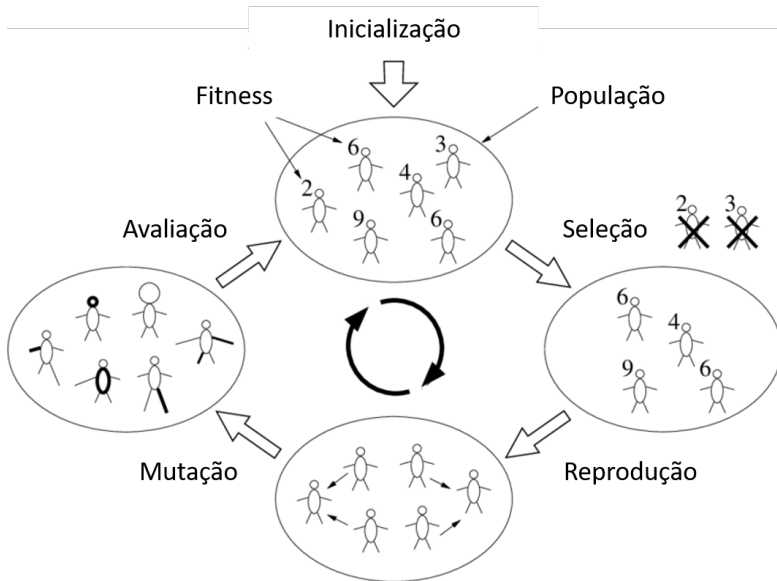 Inicialização
Fitness
População
6
3
2
4
9
6
Avaliação
Seleção
2
3
6
4
9
6
Mutação
Reprodução